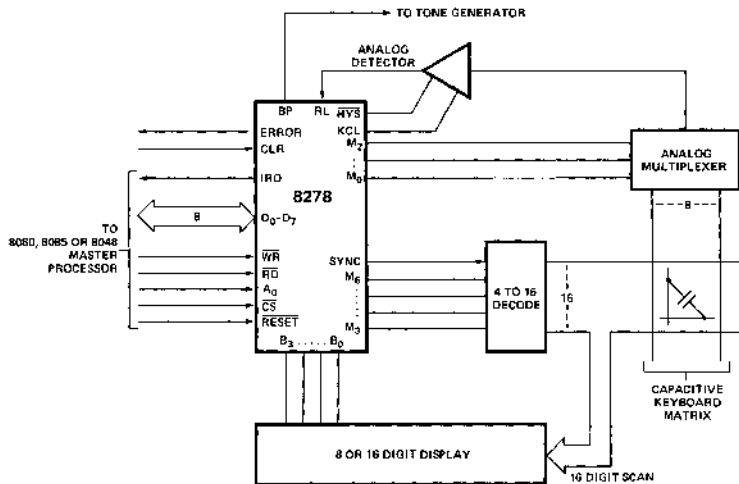 TO TONE GENERATOR
ANALOG
DETECTOR
BP
RL
HYS
KCL
ERROR
CLR
M2
M0
ANALOG
MULTIPLEXER
IRQ
8278
8
D0-D7
8
TO
8080, 8085 OR 8048
MASTER
PROCESSOR
WR
RD
A0
CS
RESET
SYNC
M6
M3
4 TO 16
DECODE
16
B3 ..... B0
CAPACITIVE
KEYBOARD
MATRIX
8 OR 16 DIGIT DISPLAY
16 DIGIT SCAN